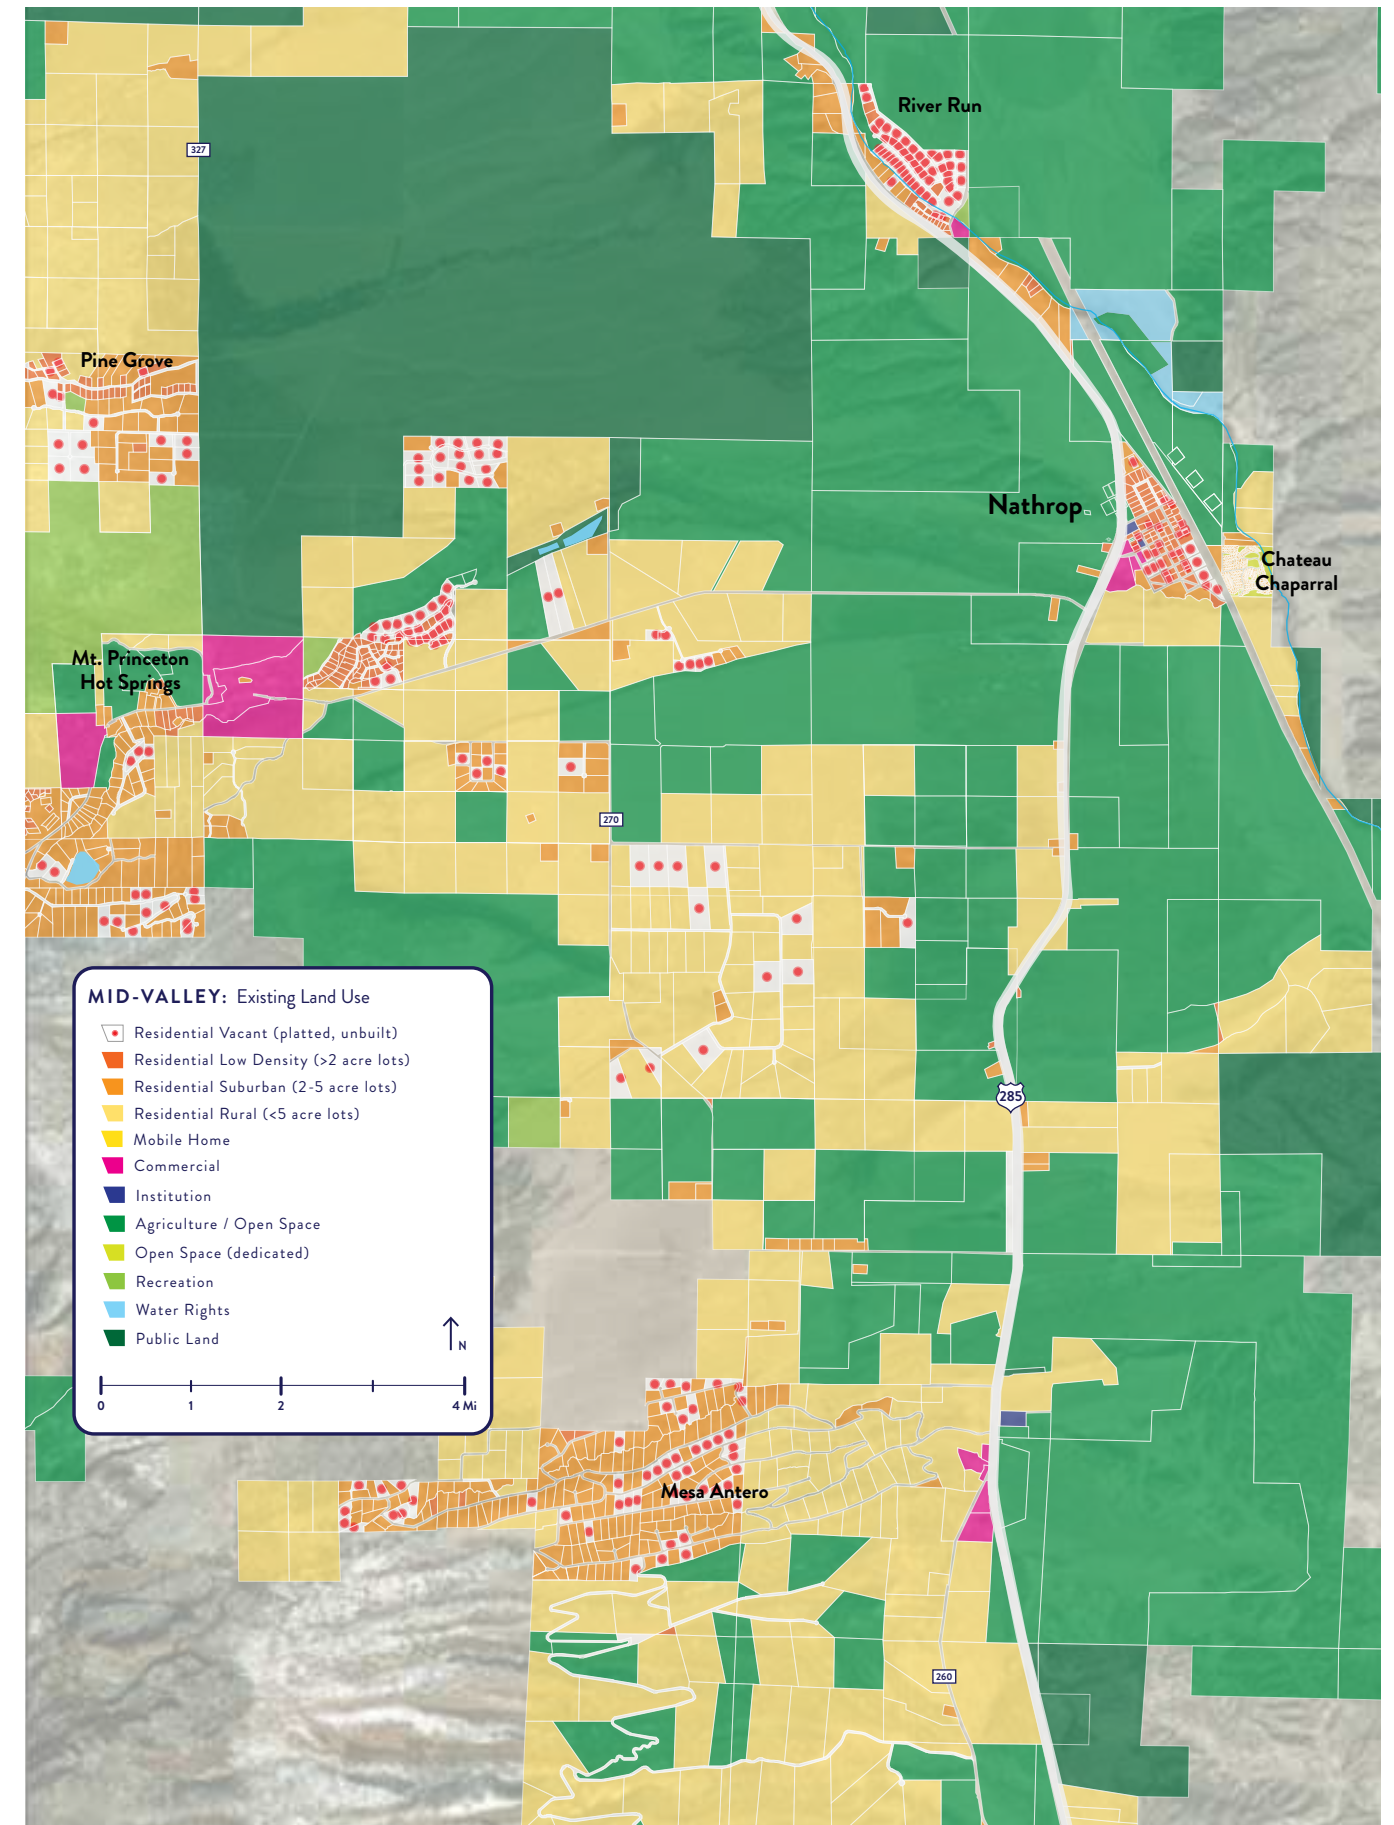 River Run
327
Pine Grove
Nathrop
Chateau
Chaparral
Mt. Princeton
Hot Springs
270
MID-VALLEY: Existing Land Use
Residential Vacant (platted, unbuilt)
Residential Low Density (>2 acre lots)
Residential Suburban (2-5 acre lots)
Residential Rural (<5 acre lots)
Mobile Home
Commercial
Institution
Agriculture / Open Space
Open Space (dedicated)
Recreation
Water Rights
Public Land
N
0 1 2 4 Mi
285
Mesa Antero
260